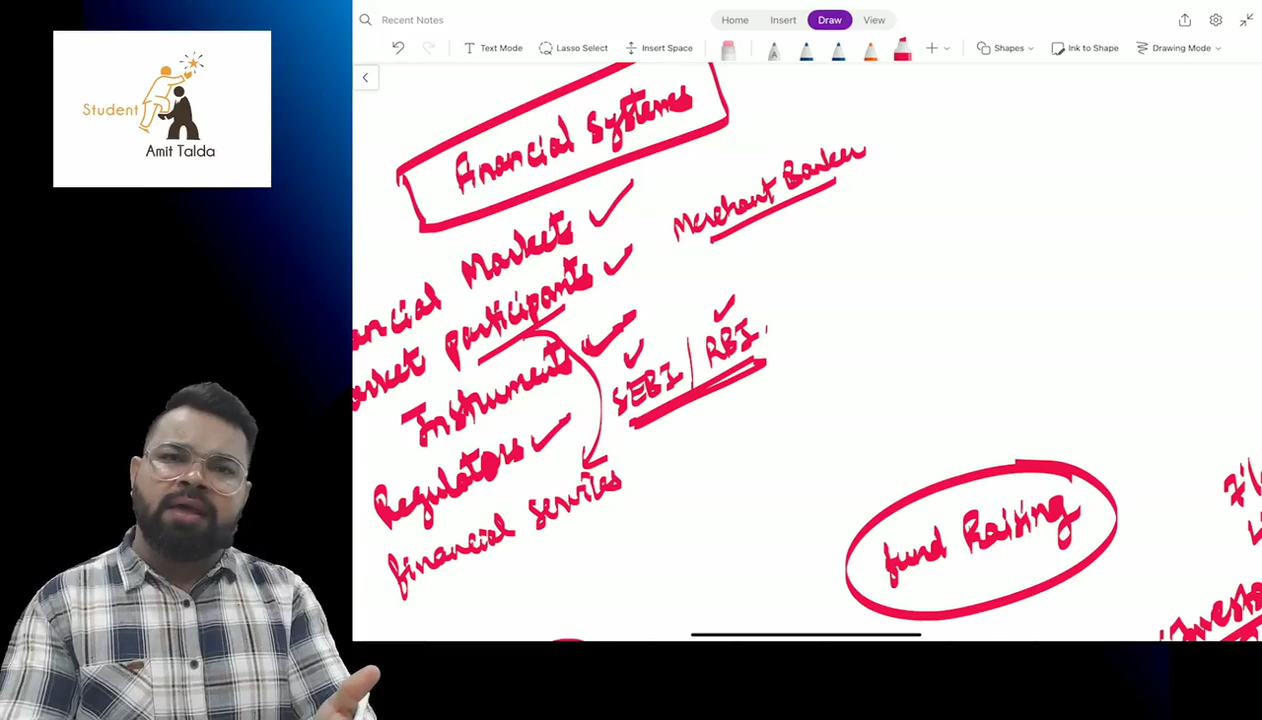 Recent Notes
Home Insert Draw View
Text Mode
Lasso Select
Insert Space
Shapes
Ink to Shape
Drawing Mode
Student
Amit Talda
Financial Systems
Merchant Banker
ancial Markets
arket participants
Instruments
SEBI / RBI
Regulators
financial services
fund Raising